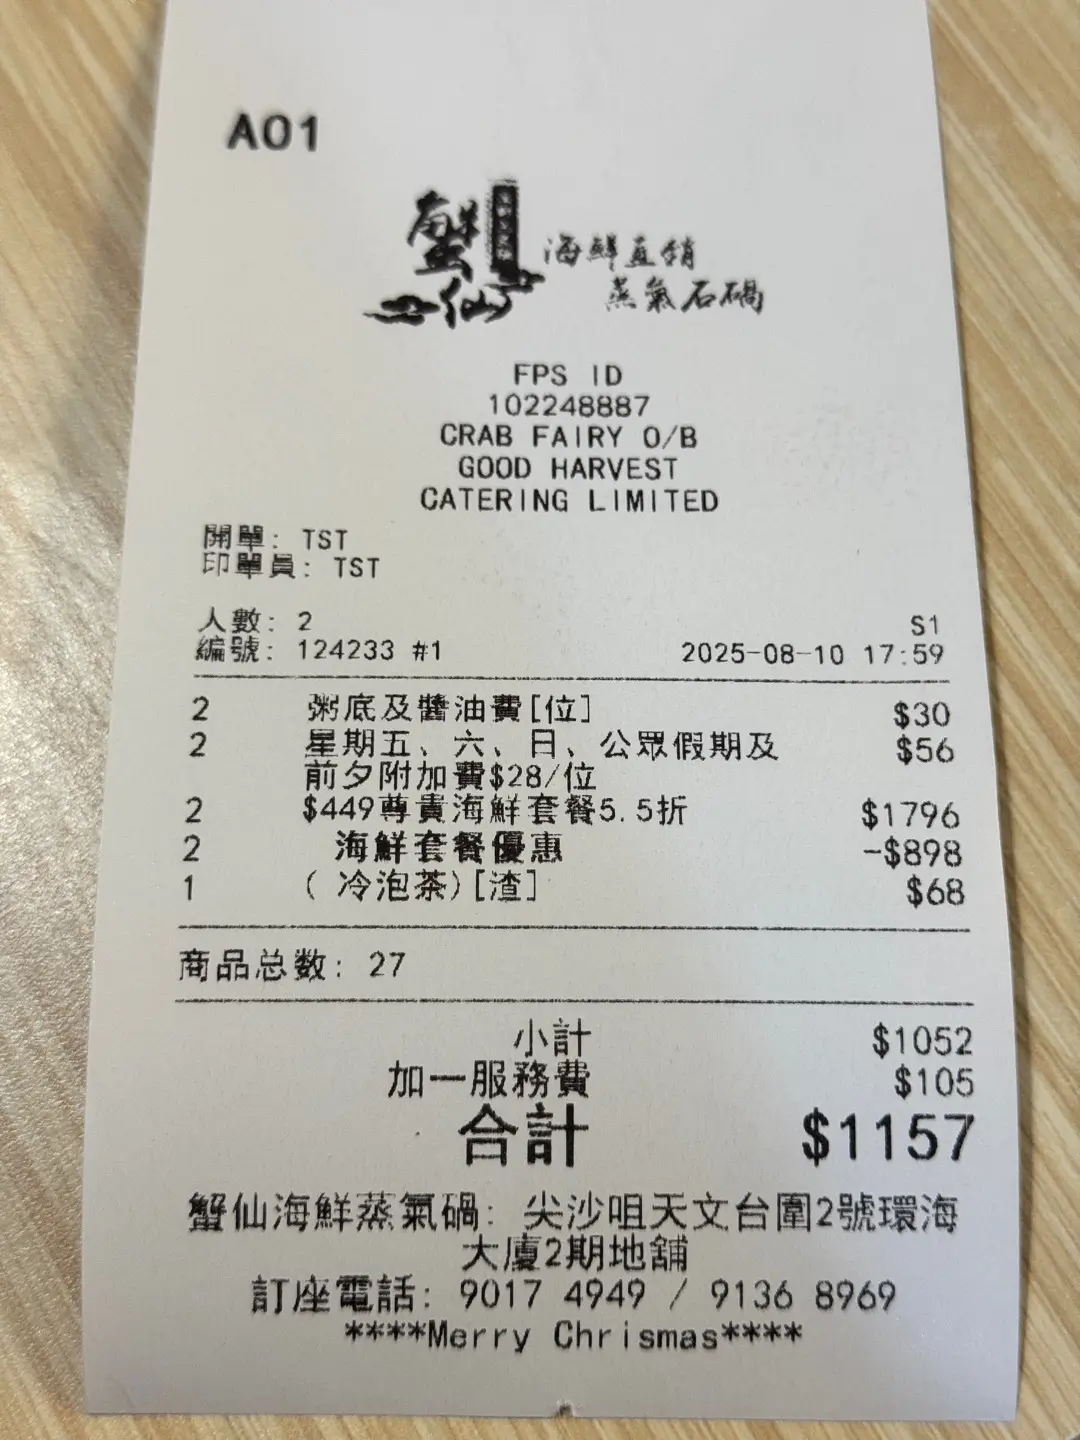 A01
蟹仙
海鮮直銷
蒸氣石鍋
FPS ID
102248887
CRAB FAIRY O/B
GOOD HARVEST
CATERING LIMITED
開單: TST
印單員: TST
人數: 2
S1
編號: 124233 #1 2025-08-10 17:59
2 粥底及醬油費[位] $30
2 星期五、六、日、公眾假期及 $56
前夕附加費$28/位
2 $449尊貴海鮮套餐5.5折 $1796
2 海鮮套餐優惠 -$898
1 ( 冷泡茶)[渣] $68
商品总数: 27
小計 $1052
加一服務費 $105
合計 $1157
蟹仙海鮮蒸氣鍋: 尖沙咀天文台圍2號環海
大廈2期地舖
訂座電話: 9017 4949 / 9136 8969
****Merry Chrismas****